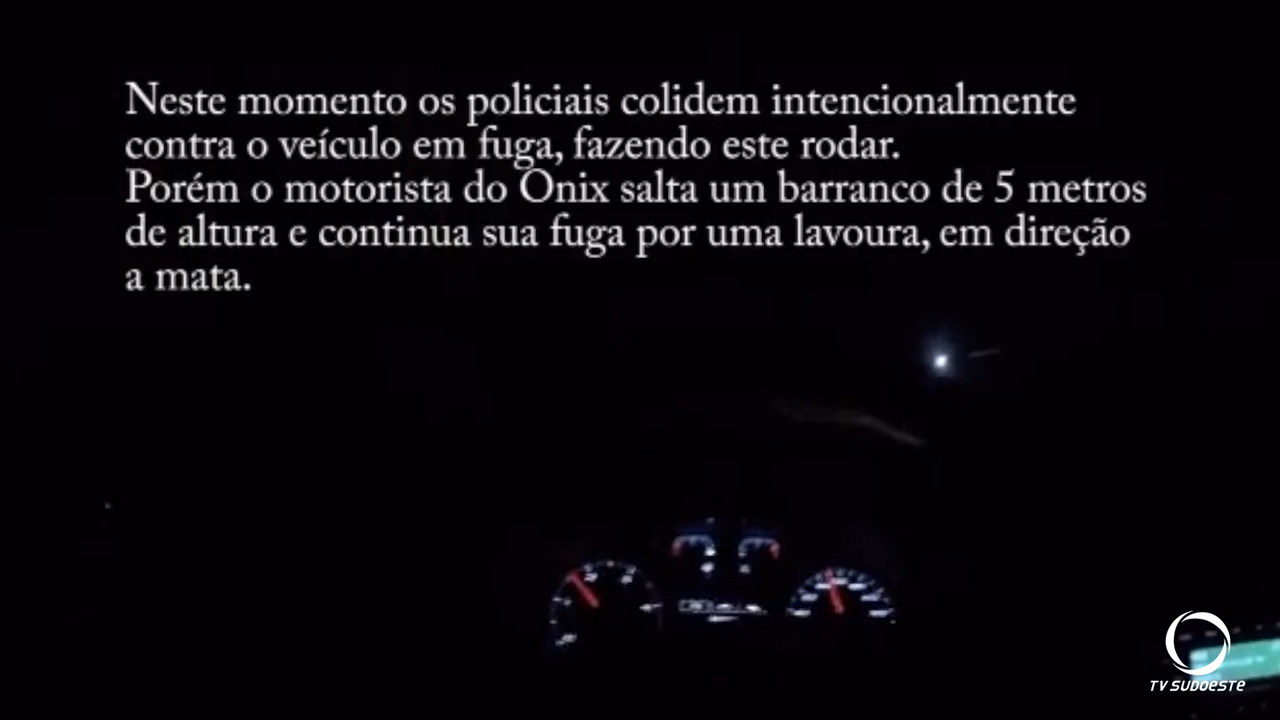 Neste momento os policiais colidem intencionalmente
contra o veículo em fuga, fazendo este rodar.
Porém o motorista do Onix salta um barranco de 5 metros
de altura e continua sua fuga por uma lavoura, em direção
a mata.
TV SUDOESTE